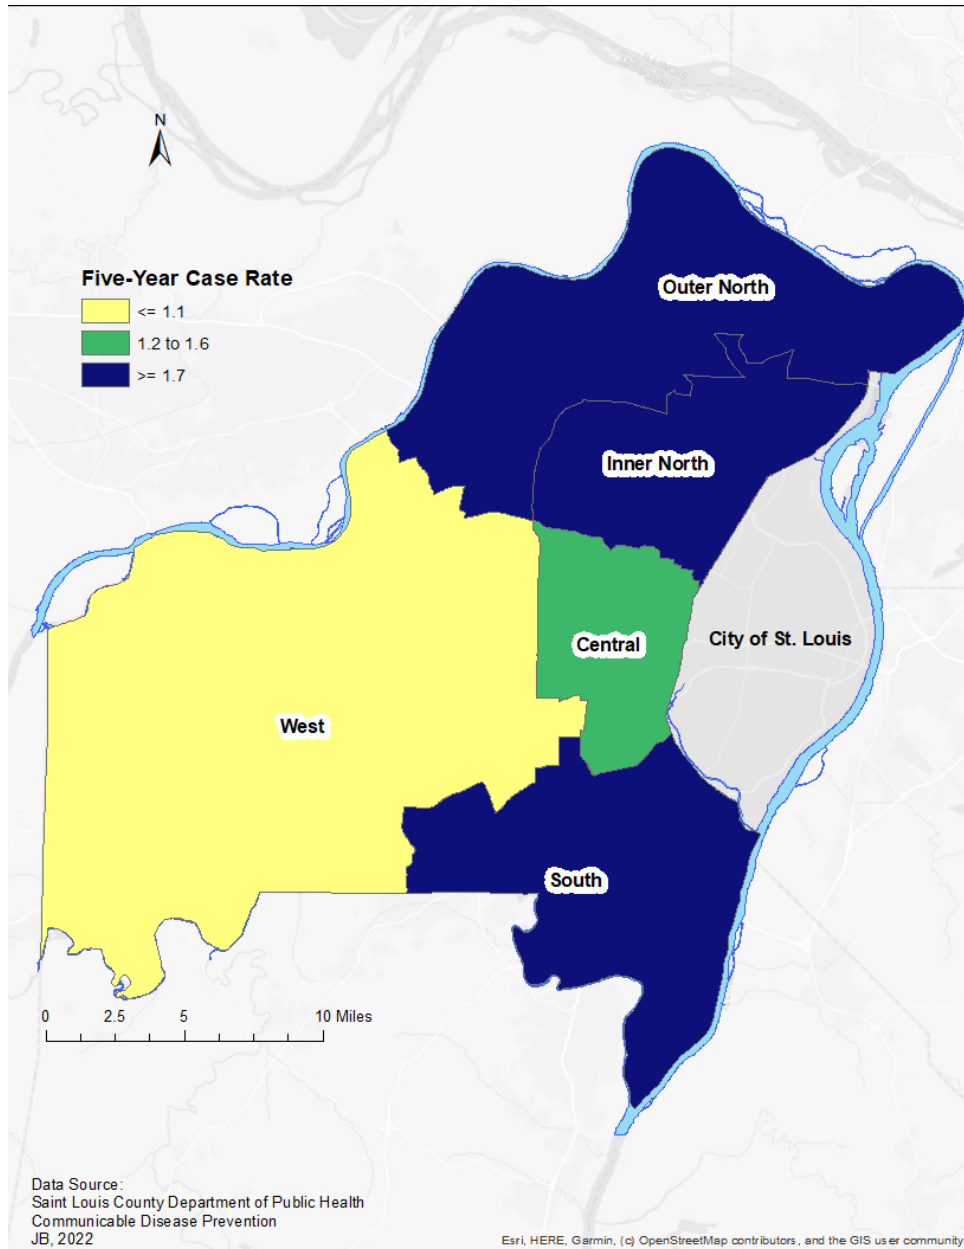 ILLINOIS
MISSOURI
N
Five-Year Case Rate
<= 1.1
1.2 to 1.6
>= 1.7
Outer North
Inner North
Central
City of St. Louis
West
South
0 2.5 5 10 Miles
Data Source:
Saint Louis County Department of Public Health
Communicable Disease Prevention
JB, 2022
Esri, HERE, Garmin, (c) OpenStreetMap contributors, and the GIS user community